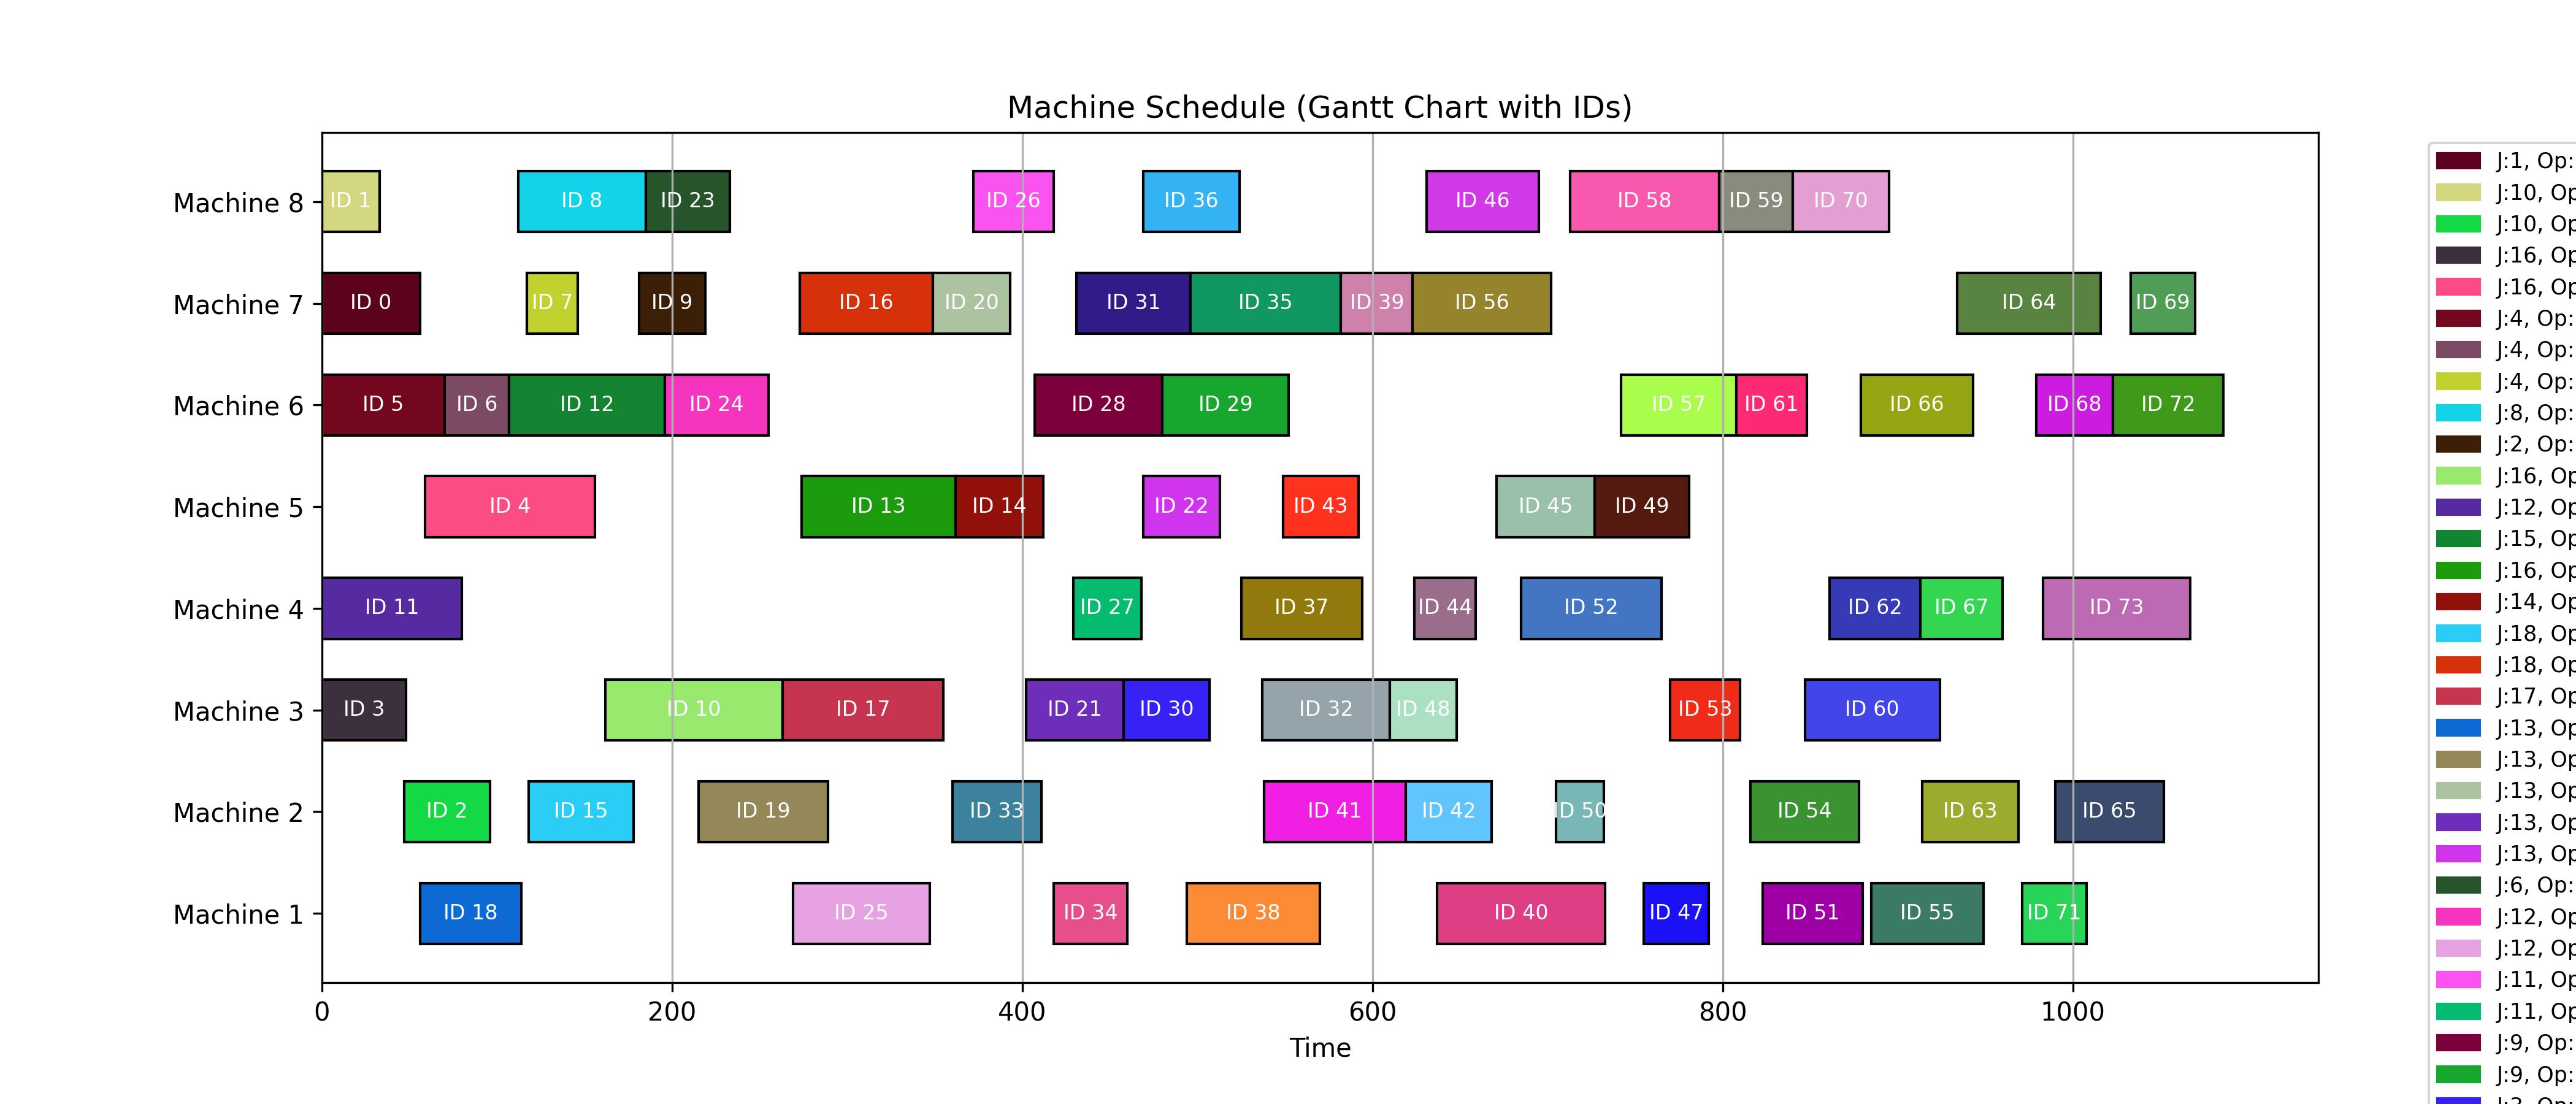 Machine Schedule (Gantt Chart with IDs)
Machine 8
ID 1
ID 8
ID 23
ID 26
ID 36
ID 46
ID 58
ID 59
ID 70
Machine 7
ID 0
ID 7
ID 9
ID 16
ID 20
ID 31
ID 35
ID 39
ID 56
ID 64
ID 69
Machine 6
ID 5
ID 6
ID 12
ID 24
ID 28
ID 29
ID 57
ID 61
ID 66
ID 68
ID 72
Machine 5
ID 4
ID 13
ID 14
ID 22
ID 43
ID 45
ID 49
Machine 4
ID 11
ID 27
ID 37
ID 44
ID 52
ID 62
ID 67
ID 73
Machine 3
ID 3
ID 10
ID 17
ID 21
ID 30
ID 32
ID 48
ID 53
ID 60
Machine 2
ID 2
ID 15
ID 19
ID 33
ID 41
ID 42
ID 50
ID 54
ID 63
ID 65
Machine 1
ID 18
ID 25
ID 34
ID 38
ID 40
ID 47
ID 51
ID 55
ID 71
0 200 400 600 800 1000
Time
J:1, Op:
J:10, Op
J:10, Op
J:16, Op
J:16, Op
J:4, Op:
J:4, Op:
J:4, Op:
J:8, Op:
J:2, Op:
J:16, Op
J:12, Op
J:15, Op
J:16, Op
J:14, Op
J:18, Op
J:18, Op
J:17, Op
J:13, Op
J:13, Op
J:13, Op
J:13, Op
J:13, Op
J:6, Op:
J:12, Op
J:12, Op
J:11, Op
J:11, Op
J:9, Op:
J:9, Op: